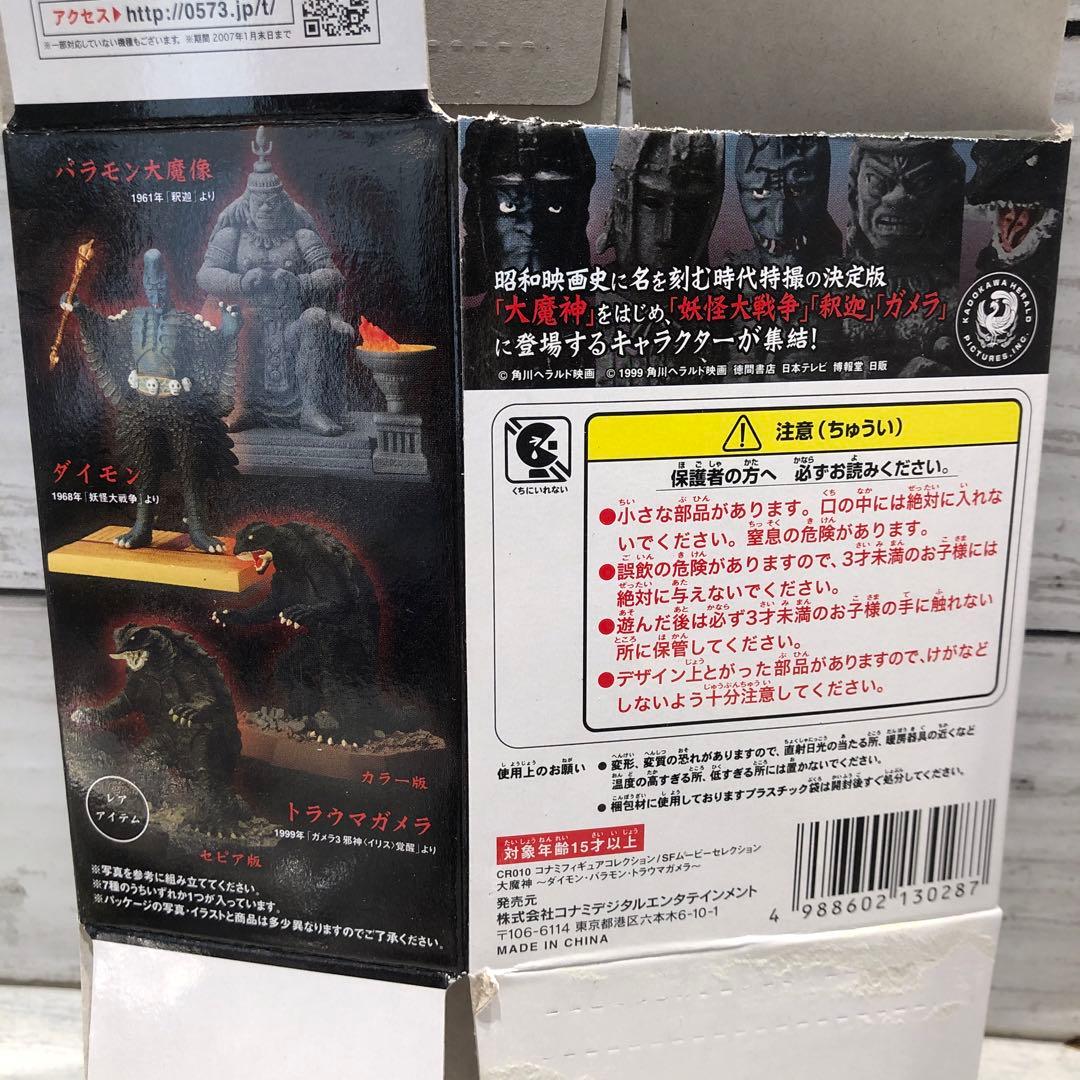 アクセス▶http://0573.jp/t/
※一部対応していない機種もございます。※期間 2007年1月末日まで
バラモン大魔像
1961年「釈迦」より
ダイモン
1968年「妖怪大戦争」より
カラー版
トラウマガメラ
1999年「ガメラ3 邪神〈イリス〉覚醒」より
レア
アイテム
セピア版
※写真を参考に組み立ててください。
※7種のうちいずれか1つが入っています。
※パッケージの写真・イラストと商品は多少異なりますのでご了承ください。
昭和映画史に名を刻む時代特撮の決定版
「大魔神」をはじめ、「妖怪大戦争」「釈迦」「ガメラ」
に登場するキャラクターが集結!
© 角川ヘラルド映画 © 1999 角川ヘラルド映画 徳間書店 日本テレビ 博報堂 日販
KADOKAWA HERALD PICTURES, INC.
くちにいれない
注意(ちゅうい)
保護者の方へ 必ずお読みください。
●小さな部品があります。口の中には絶対に入れな
いでください。窒息の危険があります。
●誤飲の危険がありますので、3才未満のお子様には
絶対に与えないでください。
●遊んだ後は必ず3才未満のお子様の手に触れない
所に保管してください。
●デザイン上とがった部品がありますので、けがなど
しないよう十分注意してください。
使用上のお願い
● 変形、変質の恐れがありますので、直射日光の当たる所、暖房器具の近くなど
温度の高すぎる所、低すぎる所には置かないでください。
● 梱包材に使用しておりますプラスチック袋は開封後すぐ処分してください。
対象年齢15才以上
CR010 コナミフィギュアコレクション/SFムービーセレクション
大魔神 ～ダイモン・バラモン・トラウマガメラ～
発売元
株式会社コナミデジタルエンタテインメント
〒106-6114 東京都港区六本木6-10-1
MADE IN CHINA
4 988602 130287